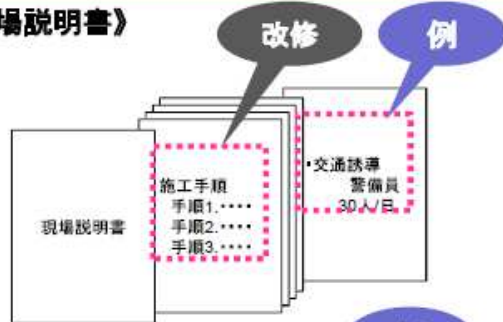 場説明書》
改修
例
現場説明書
施工手順
手順1.････
手順2.････
手順3.････
･交通誘導
警備員
30人/日